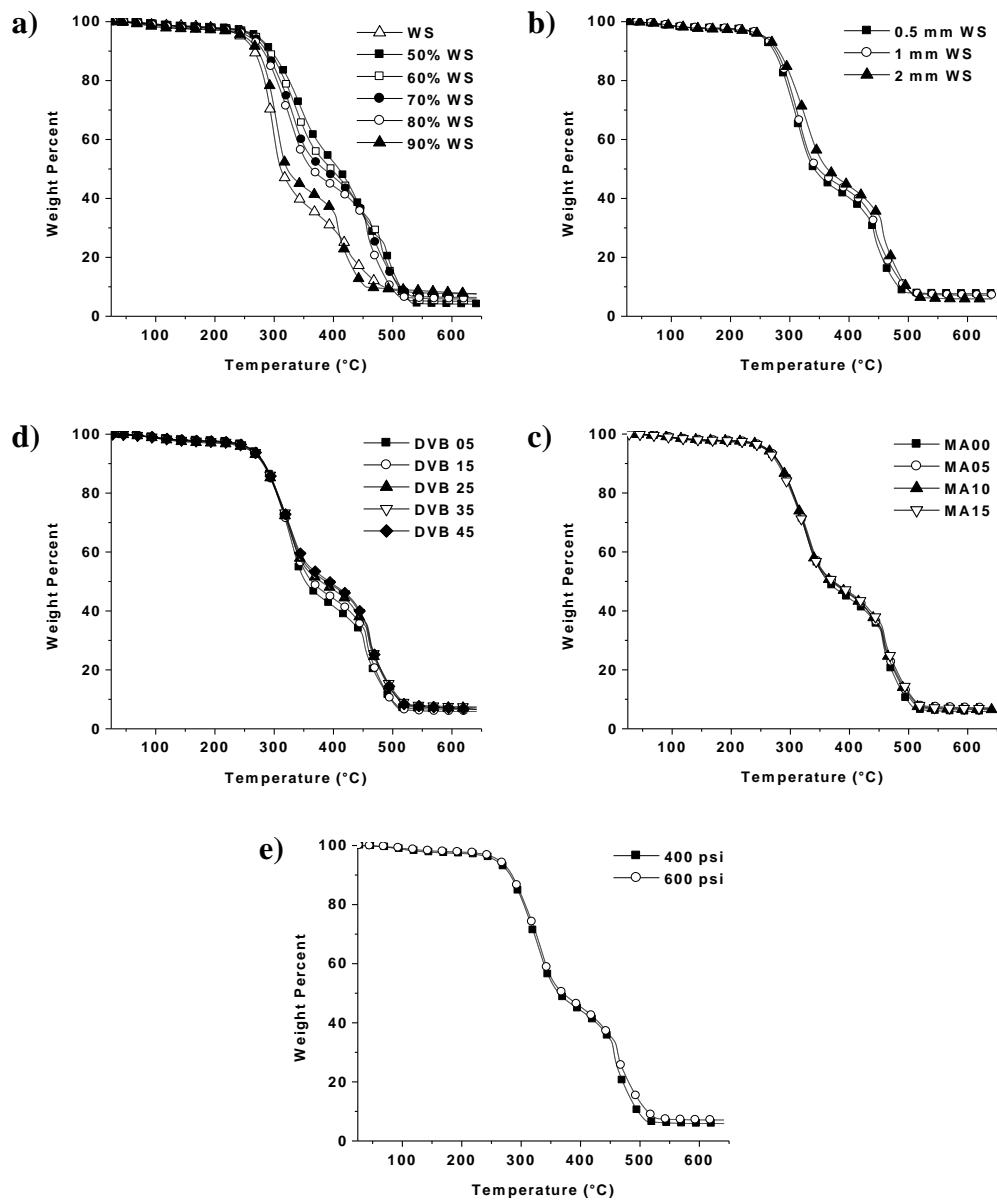 a)
WS
50% WS
60% WS
70% WS
80% WS
90% WS
Weight Percent
100
80
60
40
20
0
100 200 300 400 500 600
Temperature (°C)
b)
0.5 mm WS
1 mm WS
2 mm WS
Weight Percent
100
80
60
40
20
0
100 200 300 400 500 600
Temperature (°C)
d)
DVB 05
DVB 15
DVB 25
DVB 35
DVB 45
Weight Percent
100
80
60
40
20
0
100 200 300 400 500 600
Temperature (°C)
c)
MA00
MA05
MA10
MA15
Weight Percent
100
80
60
40
20
0
100 200 300 400 500 600
Temperature (°C)
e)
400 psi
600 psi
Weight Percent
100
80
60
40
20
0
100 200 300 400 500 600
Temperature (°C)